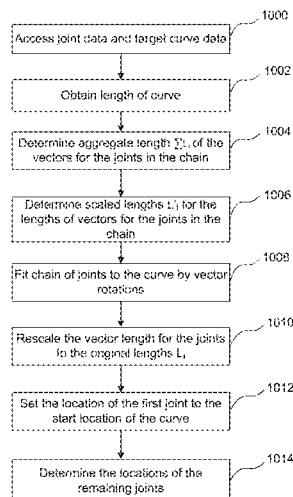 1000
Access joint data and target curve data
1002
Obtain length of curve
1004
Determine aggregate length ∑Lᵢ of the
vectors for the joints in the chain
1006
Determine scaled lengths L'ᵢ for the
lengths of vectors for the joints in the
chain
1008
Fit chain of joints to the curve by vector
rotations
1010
Rescale the vector length for the joints
to the original lengths Lᵢ
1012
Set the location of the first joint to the
start location of the curve
1014
Determine the locations of the
remaining joints